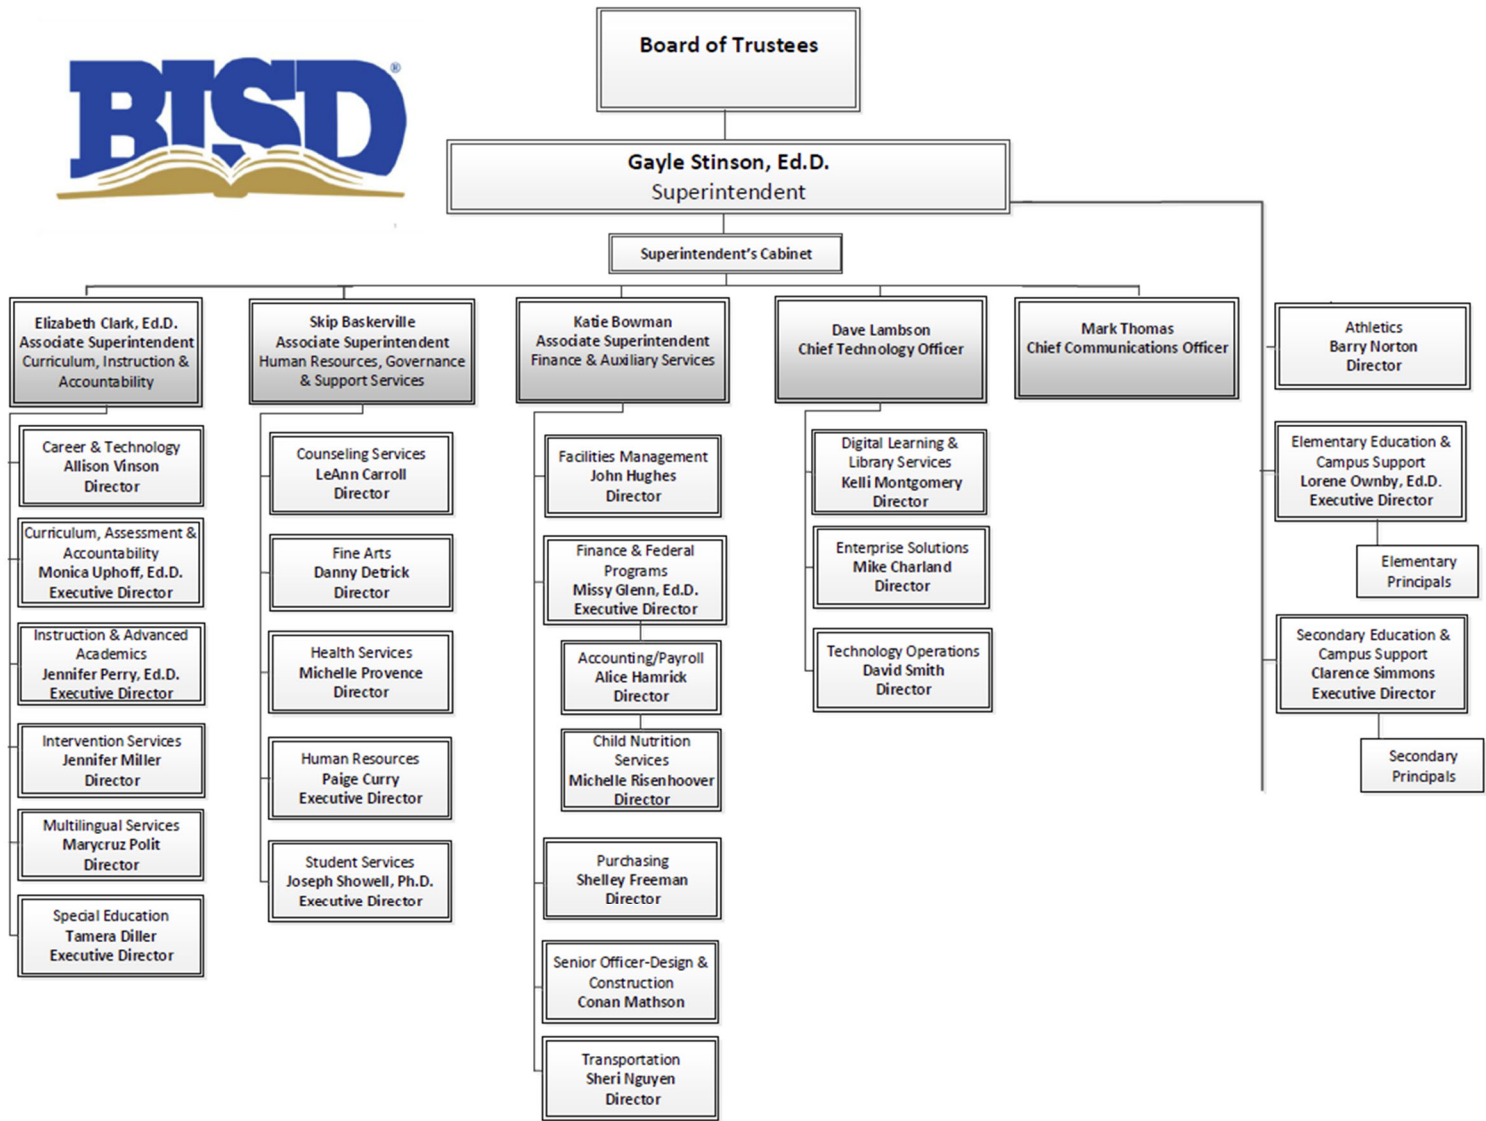 BISD®
Board of Trustees
Gayle Stinson, Ed.D.
Superintendent
Superintendent's Cabinet
Elizabeth Clark, Ed.D.
Associate Superintendent
Curriculum, Instruction &
Accountability
Career & Technology
Allison Vinson
Director
Curriculum, Assessment &
Accountability
Monica Uphoff, Ed.D.
Executive Director
Instruction & Advanced
Academics
Jennifer Perry, Ed.D.
Executive Director
Intervention Services
Jennifer Miller
Director
Multilingual Services
Marycruz Polit
Director
Special Education
Tamera Diller
Executive Director
Skip Baskerville
Associate Superintendent
Human Resources, Governance
& Support Services
Counseling Services
LeAnn Carroll
Director
Fine Arts
Danny Detrick
Director
Health Services
Michelle Provence
Director
Human Resources
Paige Curry
Executive Director
Student Services
Joseph Showell, Ph.D.
Executive Director
Katie Bowman
Associate Superintendent
Finance & Auxiliary Services
Facilities Management
John Hughes
Director
Finance & Federal
Programs
Missy Glenn, Ed.D.
Executive Director
Accounting/Payroll
Alice Hamrick
Director
Child Nutrition
Services
Michelle Risenhoover
Director
Purchasing
Shelley Freeman
Director
Senior Officer-Design &
Construction
Conan Mathson
Transportation
Sheri Nguyen
Director
Dave Lambson
Chief Technology Officer
Digital Learning &
Library Services
Kelli Montgomery
Director
Enterprise Solutions
Mike Charland
Director
Technology Operations
David Smith
Director
Mark Thomas
Chief Communications Officer
Athletics
Barry Norton
Director
Elementary Education &
Campus Support
Lorene Ownby, Ed.D.
Executive Director
Elementary
Principals
Secondary Education &
Campus Support
Clarence Simmons
Executive Director
Secondary
Principals